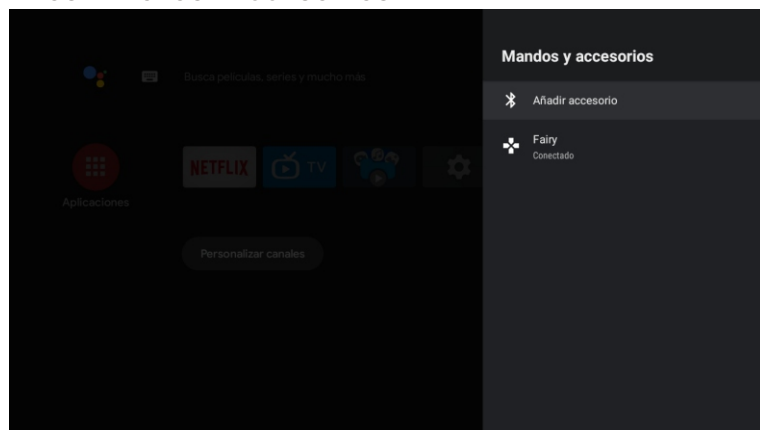 Mandos y accesorios
Busca películas, series y mucho más
Añadir accesorio
Fairy
Conectado
NETFLIX
TV
Aplicaciones
Personalizar canales